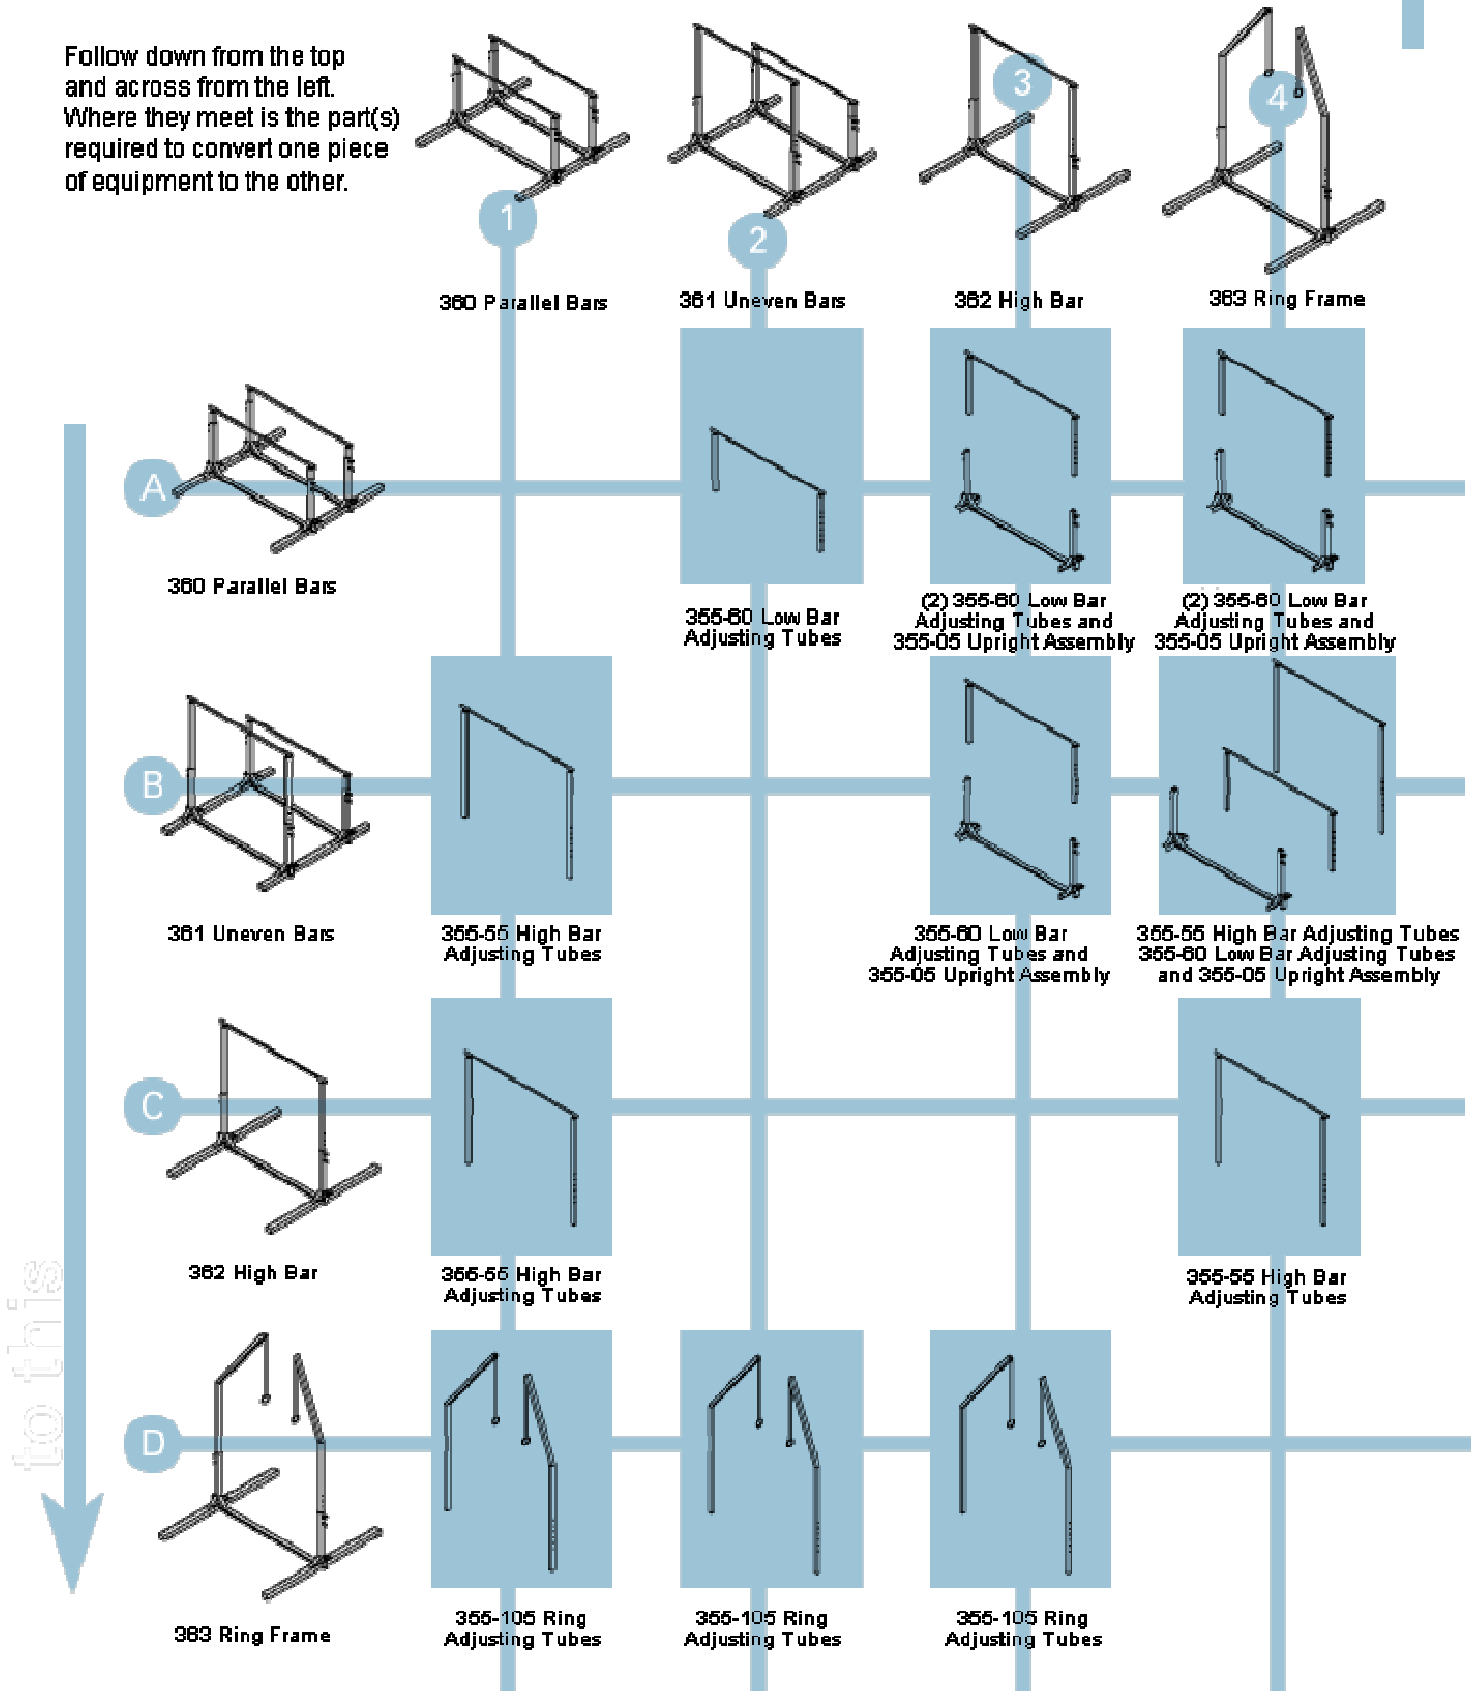 Follow down from the top
and across from the left.
Where they meet is the part(s)
required to convert one piece
of equipment to the other.
1
2
3
4
360 Parallel Bars
361 Uneven Bars
362 High Bar
363 Ring Frame
A
360 Parallel Bars
355-60 Low Bar
Adjusting Tubes
(2) 355-60 Low Bar
Adjusting Tubes and
355-05 Upright Assembly
(2) 355-60 Low Bar
Adjusting Tubes and
355-05 Upright Assembly
B
361 Uneven Bars
355-55 High Bar
Adjusting Tubes
355-60 Low Bar
Adjusting Tubes and
355-05 Upright Assembly
355-55 High Bar Adjusting Tubes
355-60 Low Bar Adjusting Tubes
and 355-05 Upright Assembly
C
362 High Bar
355-55 High Bar
Adjusting Tubes
355-55 High Bar
Adjusting Tubes
to this
D
363 Ring Frame
355-105 Ring
Adjusting Tubes
355-105 Ring
Adjusting Tubes
355-105 Ring
Adjusting Tubes